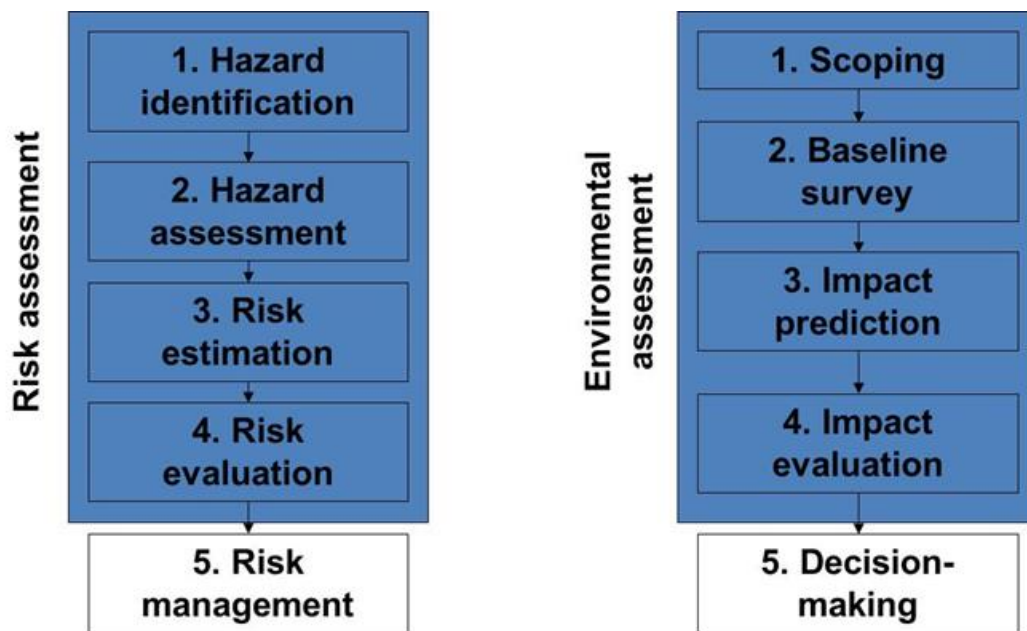 Risk assessment
1. Hazard
identification
2. Hazard
assessment
3. Risk
estimation
4. Risk
evaluation
5. Risk
management
Environmental
assessment
1. Scoping
2. Baseline
survey
3. Impact
prediction
4. Impact
evaluation
5. Decision-
making